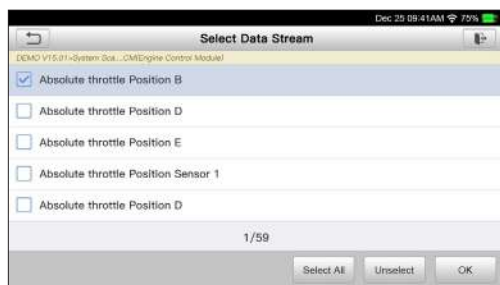 Dec 25 09:41AM 75%
Select Data Stream
DEMO V15.01>System Sca...CM(Engine Control Module)
Absolute throttle Position B
Absolute throttle Position D
Absolute throttle Position E
Absolute throttle Position Sensor 1
Absolute throttle Position D
1/59
Select All Unselect OK